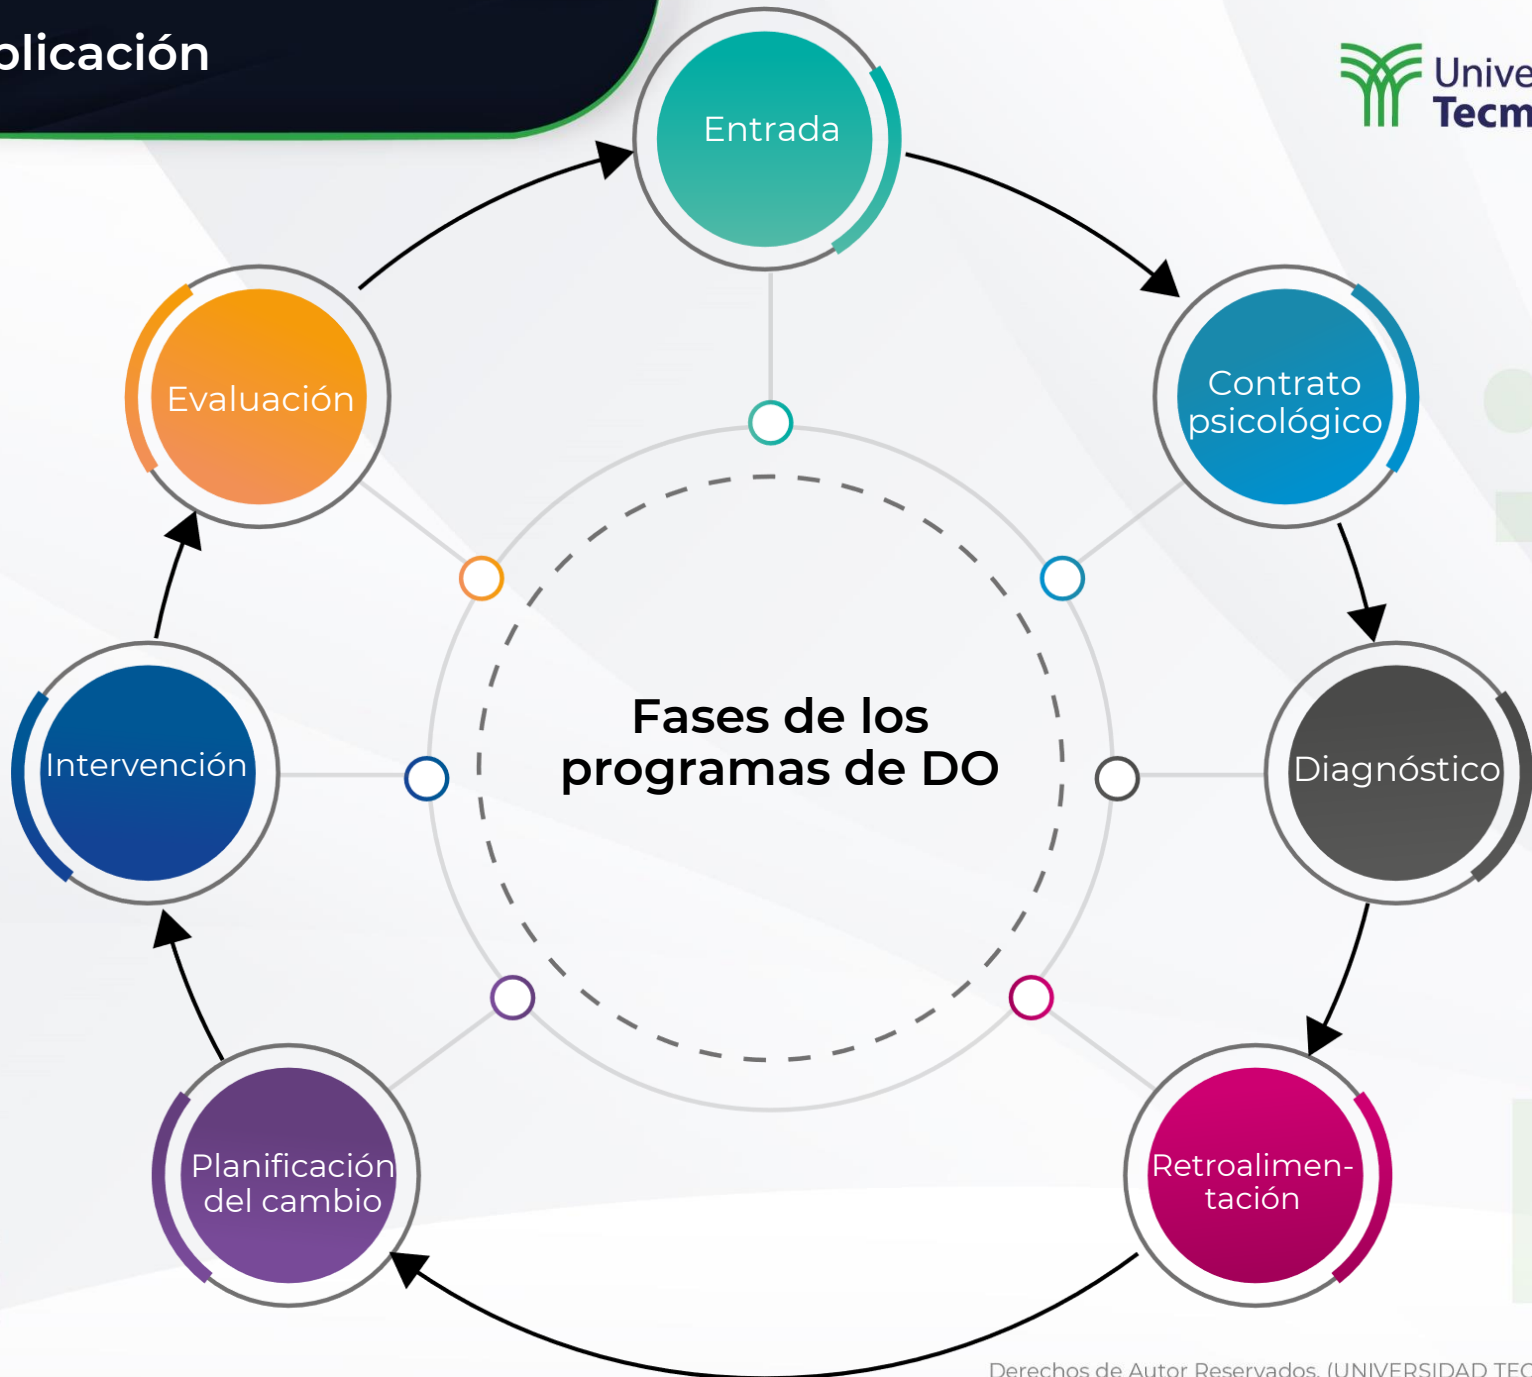 plicación
Unive
Tecm
Entrada
Contrato
psicológico
Diagnóstico
Retroalimen-
tación
Planificación
del cambio
Intervención
Evaluación
Fases de los
programas de DO
Derechos de Autor Reservados. (UNIVERSIDAD TEC